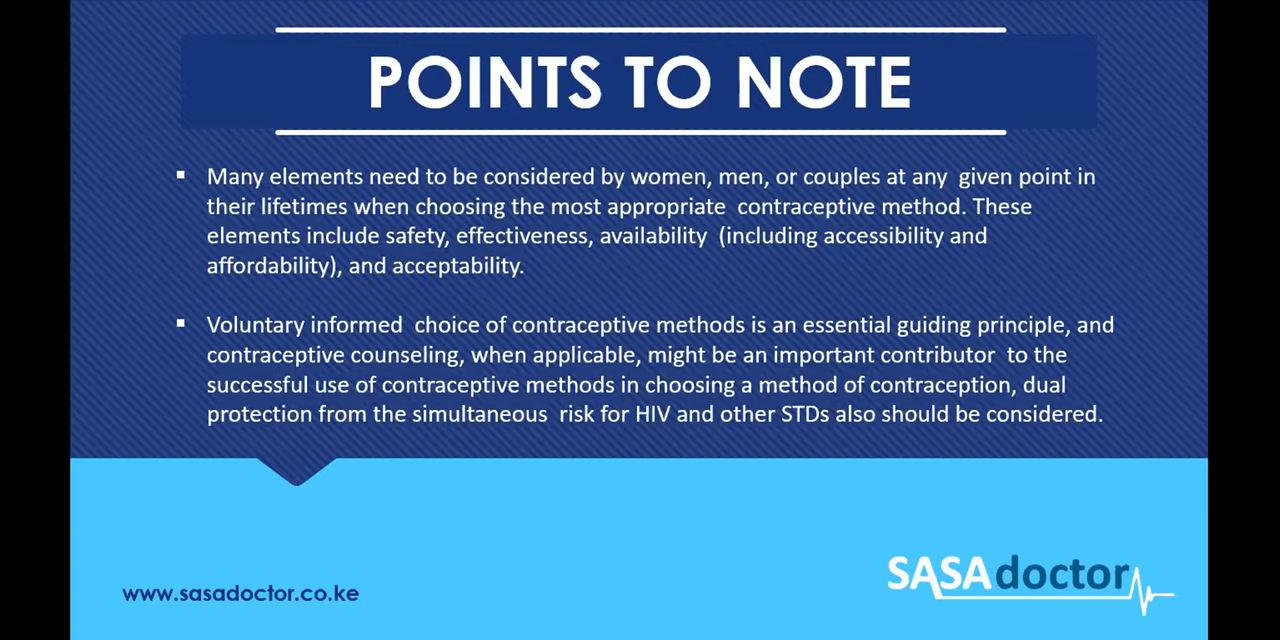 POINTS TO NOTE
▪ Many elements need to be considered by women, men, or couples at any given point in
their lifetimes when choosing the most appropriate contraceptive method. These
elements include safety, effectiveness, availability (including accessibility and
affordability), and acceptability.
▪ Voluntary informed choice of contraceptive methods is an essential guiding principle, and
contraceptive counseling, when applicable, might be an important contributor to the
successful use of contraceptive methods in choosing a method of contraception, dual
protection from the simultaneous risk for HIV and other STDs also should be considered.
www.sasadoctor.co.ke
SASAdoctor